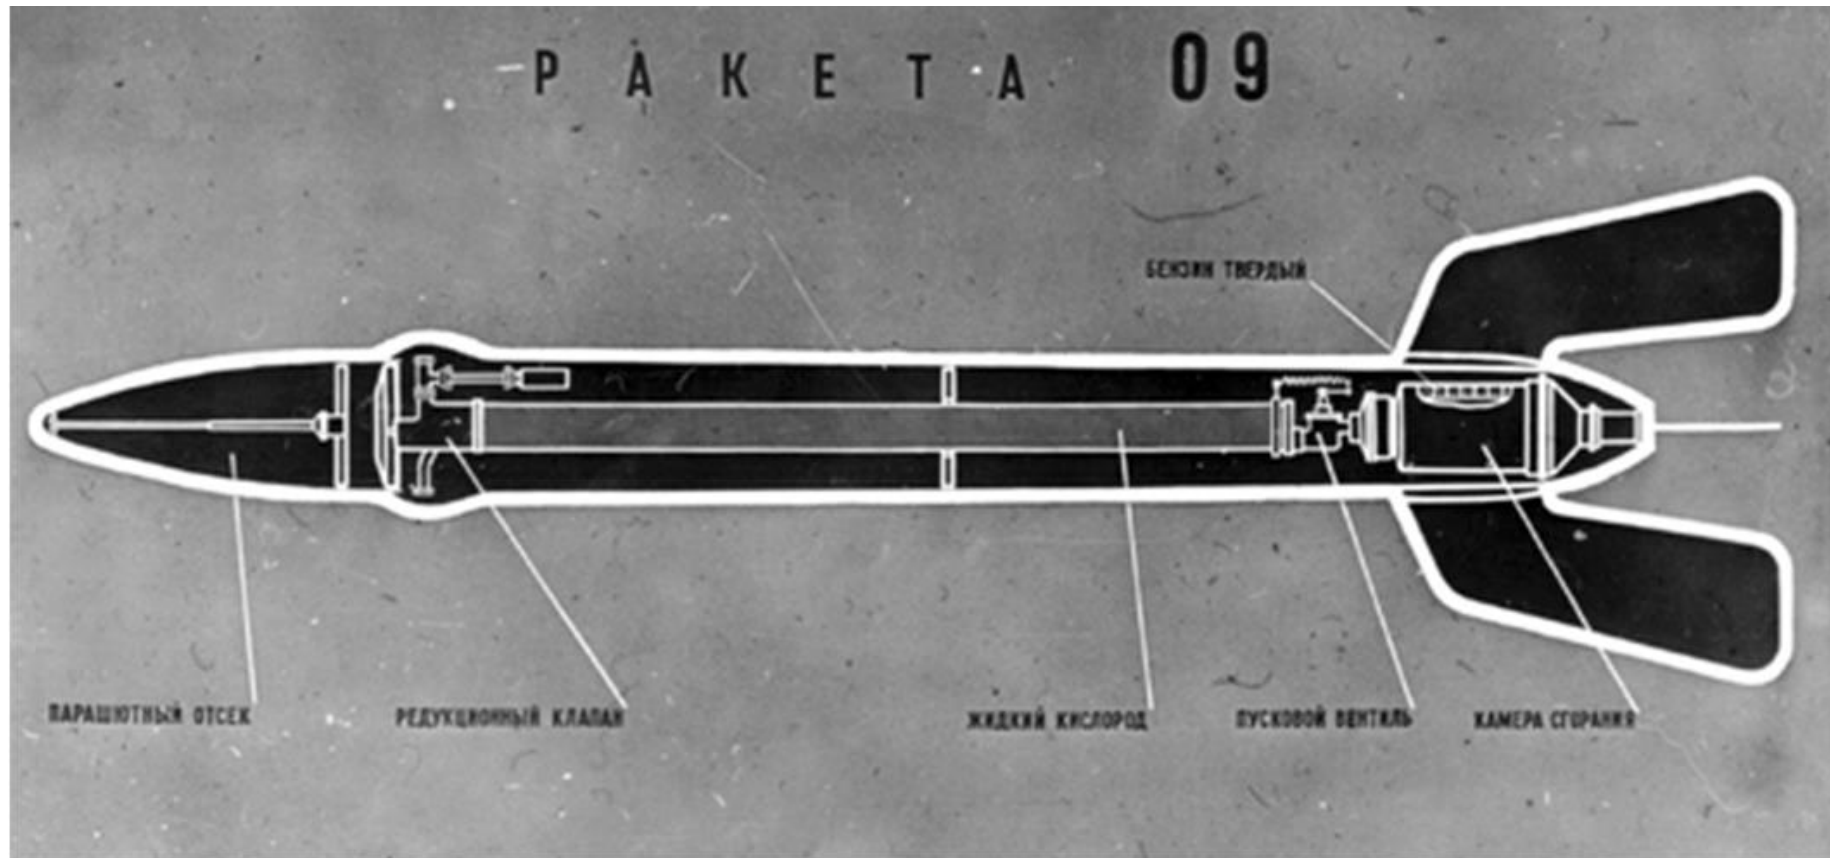 РАКЕТА 09
БЕНЗИН ТВЕРДЫЙ
ПАРАШЮТНЫЙ ОТСЕК
РЕДУКЦИОННЫЙ КЛАПАН
ЖИДКИЙ КИСЛОРОД
ПУСКОВОЙ ВЕНТИЛЬ
КАМЕРА СГОРАНИЯ